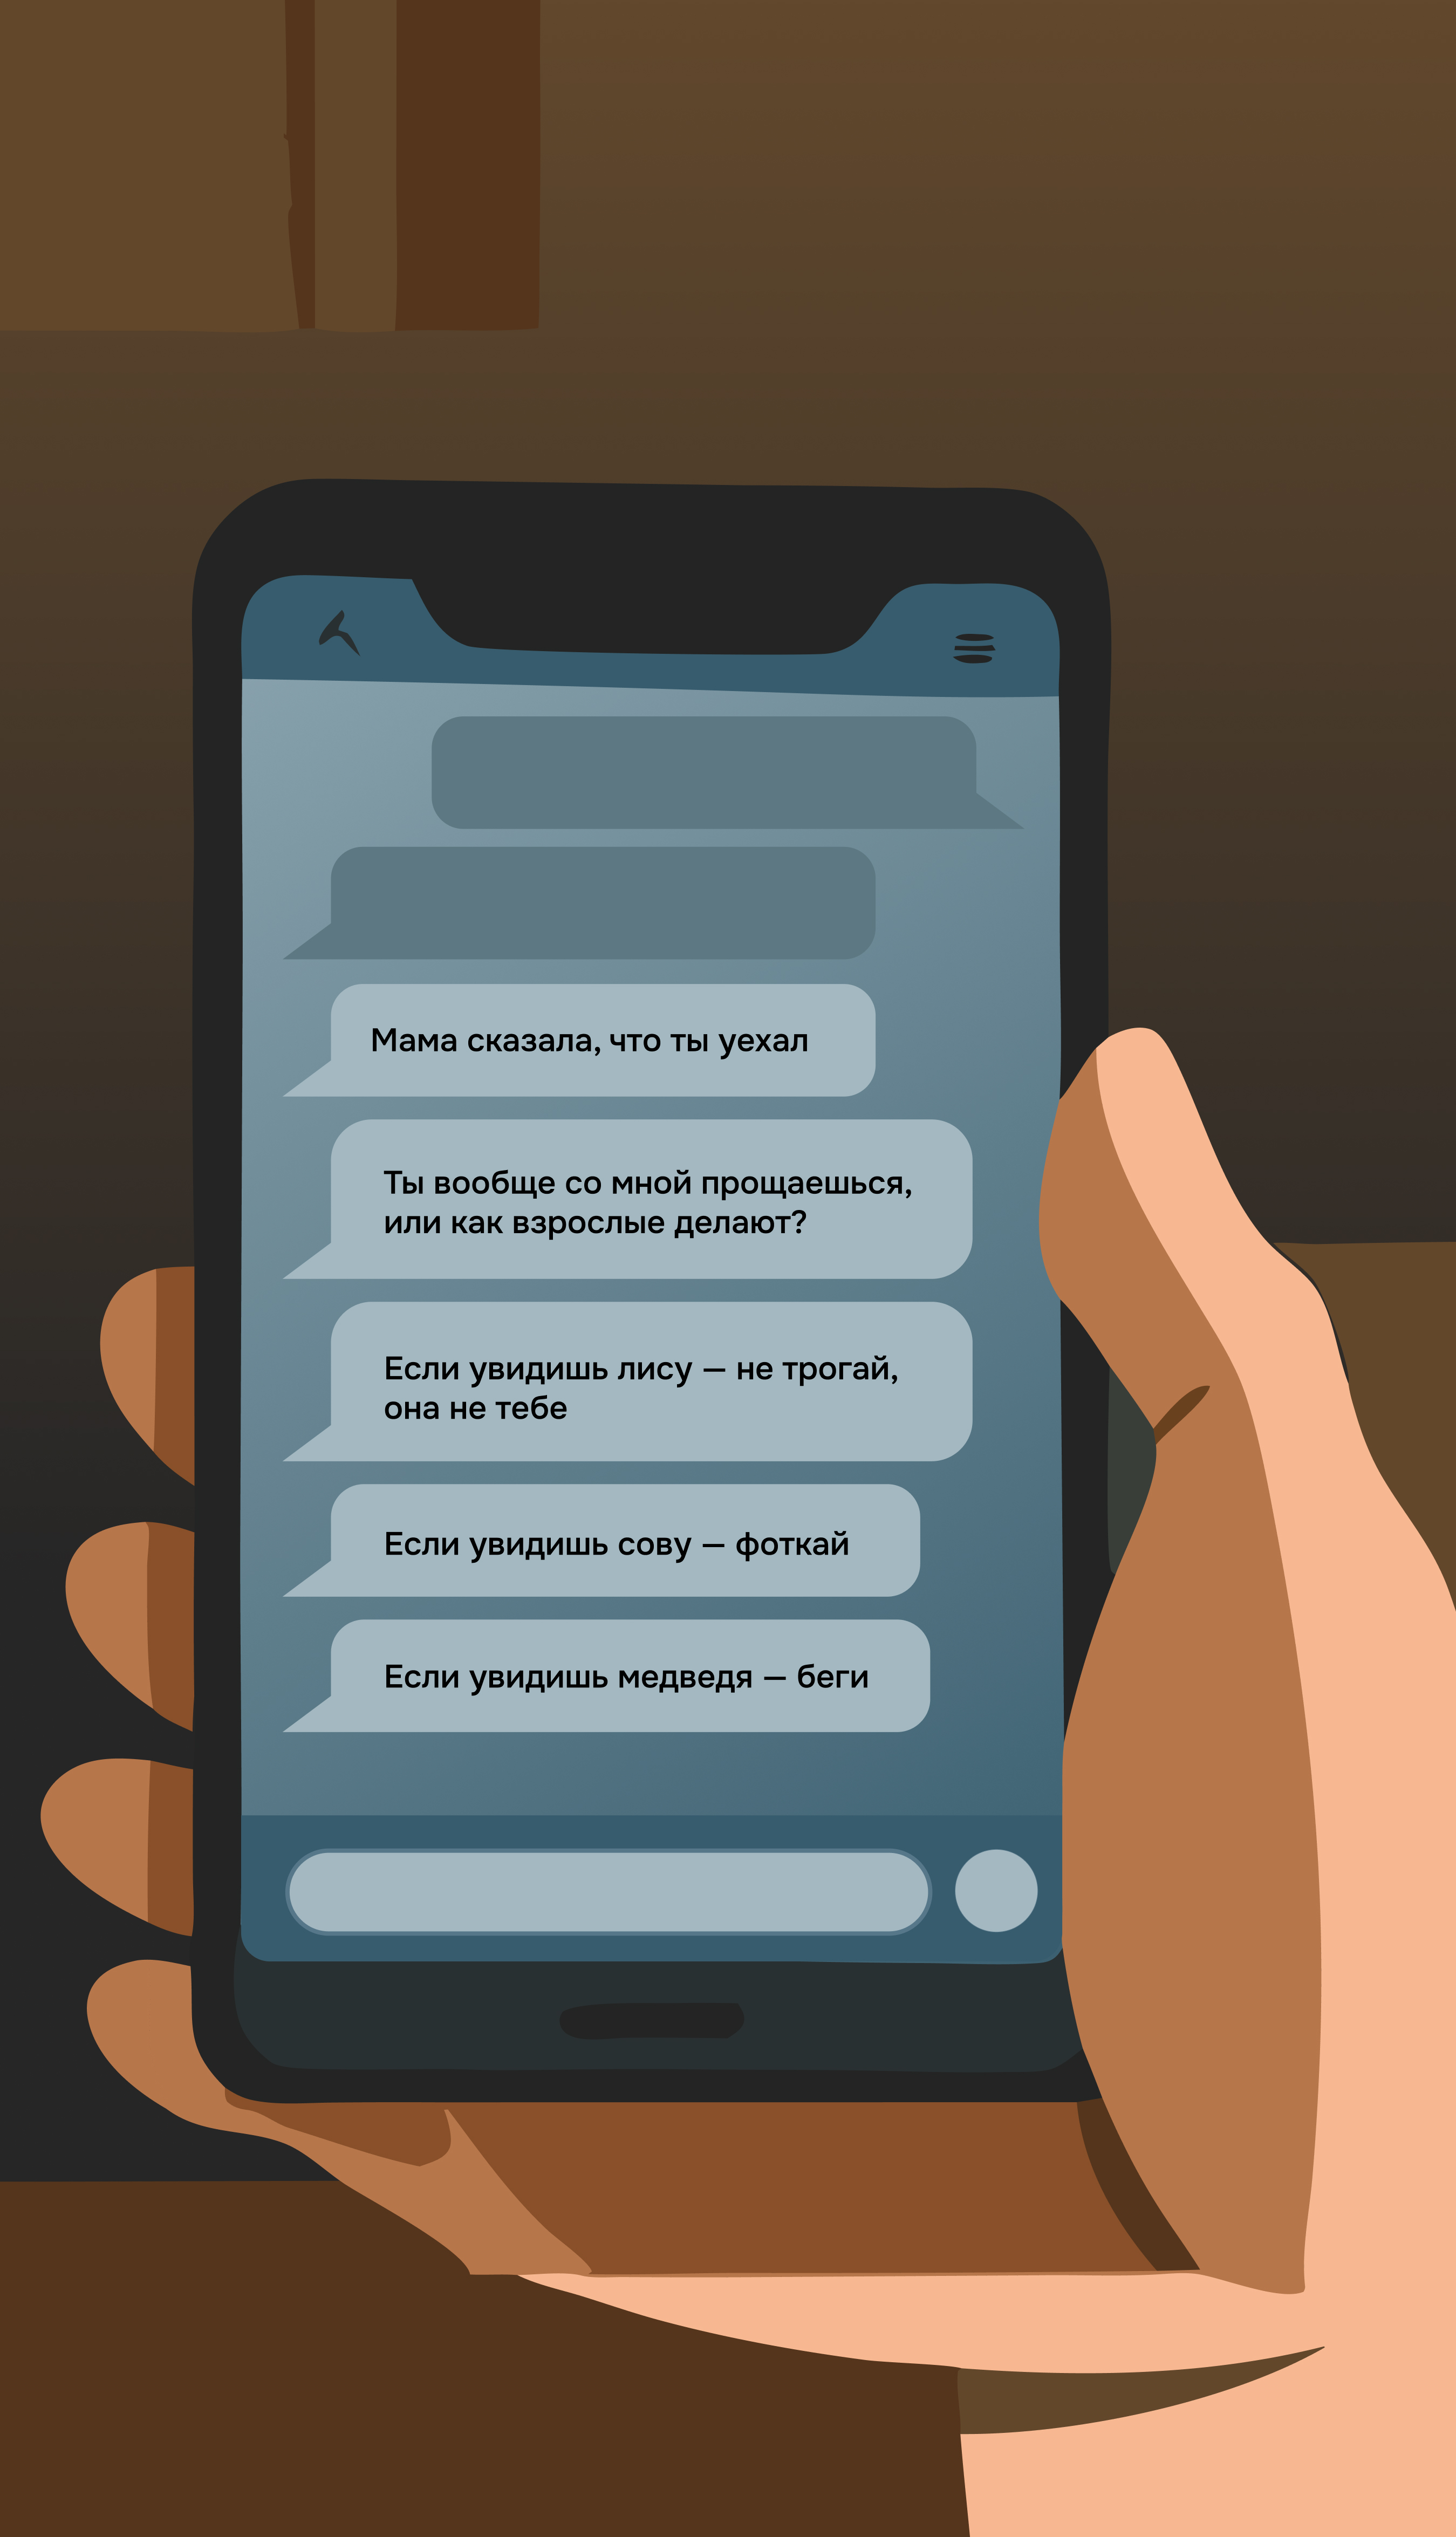 Мама сказала, что ты уехал
Ты вообще со мной прощаешься,
или как взрослые делают?
Если увидишь лису — не трогай,
она не тебе
Если увидишь сову — фоткай
Если увидишь медведя — беги